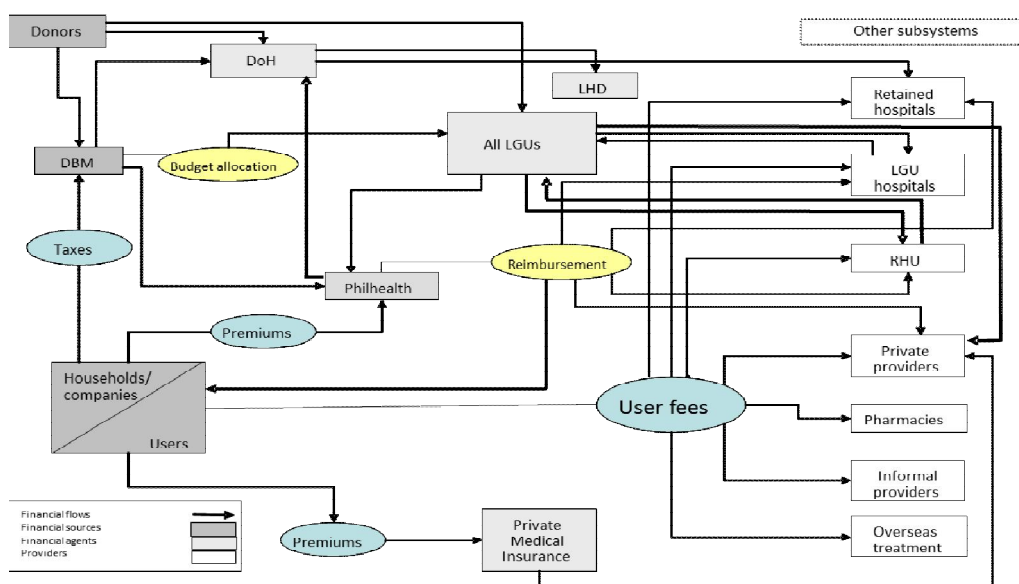 Donors
Other subsystems
DoH
LHD
Retained
hospitals
All LGUs
DBM
Budget allocation
LGU
hospitals
Taxes
Reimbursement
RHU
Philhealth
Premiums
Private
providers
Households/
companies
Users
User fees
Pharmacies
Informal
providers
Financial flows
Financial sources
Financial agents
Providers
Premiums
Private
Medical
Insurance
Overseas
treatment